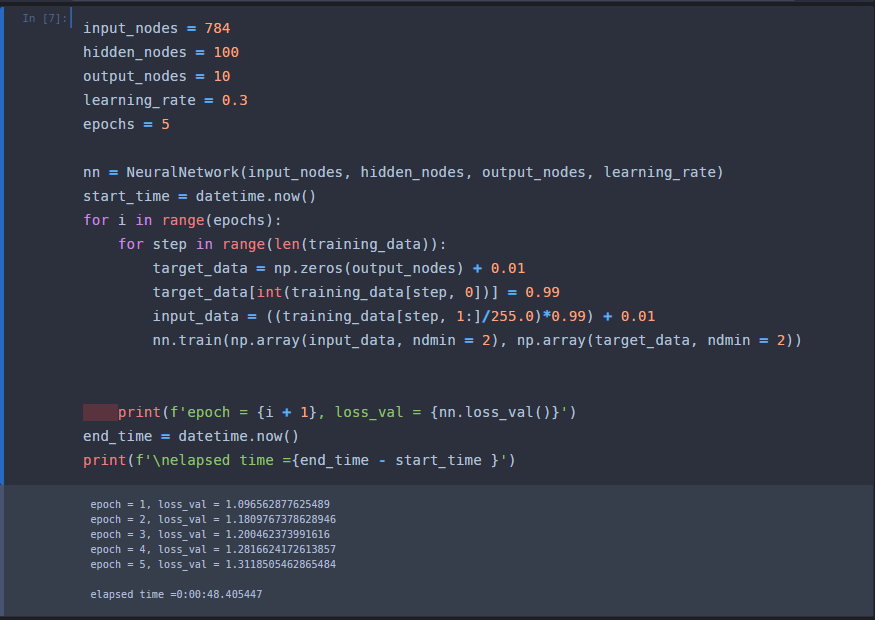 In [7]:
input_nodes = 784
hidden_nodes = 100
output_nodes = 10
learning_rate = 0.3
epochs = 5
nn = NeuralNetwork(input_nodes, hidden_nodes, output_nodes, learning_rate)
start_time = datetime.now()
for i in range(epochs):
    for step in range(len(training_data)):
        target_data = np.zeros(output_nodes) + 0.01
        target_data[int(training_data[step, 0])] = 0.99
        input_data = ((training_data[step, 1:]/255.0)*0.99) + 0.01
        nn.train(np.array(input_data, ndmin = 2), np.array(target_data, ndmin = 2))
    print(f'epoch = {i + 1}, loss_val = {nn.loss_val()}')
end_time = datetime.now()
print(f'\nelapsed time ={end_time - start_time }')
epoch = 1, loss_val = 1.096562877625489
epoch = 2, loss_val = 1.1809767378628946
epoch = 3, loss_val = 1.200462373991616
epoch = 4, loss_val = 1.2816624172613857
epoch = 5, loss_val = 1.3118505462865484
elapsed time =0:00:48.405447